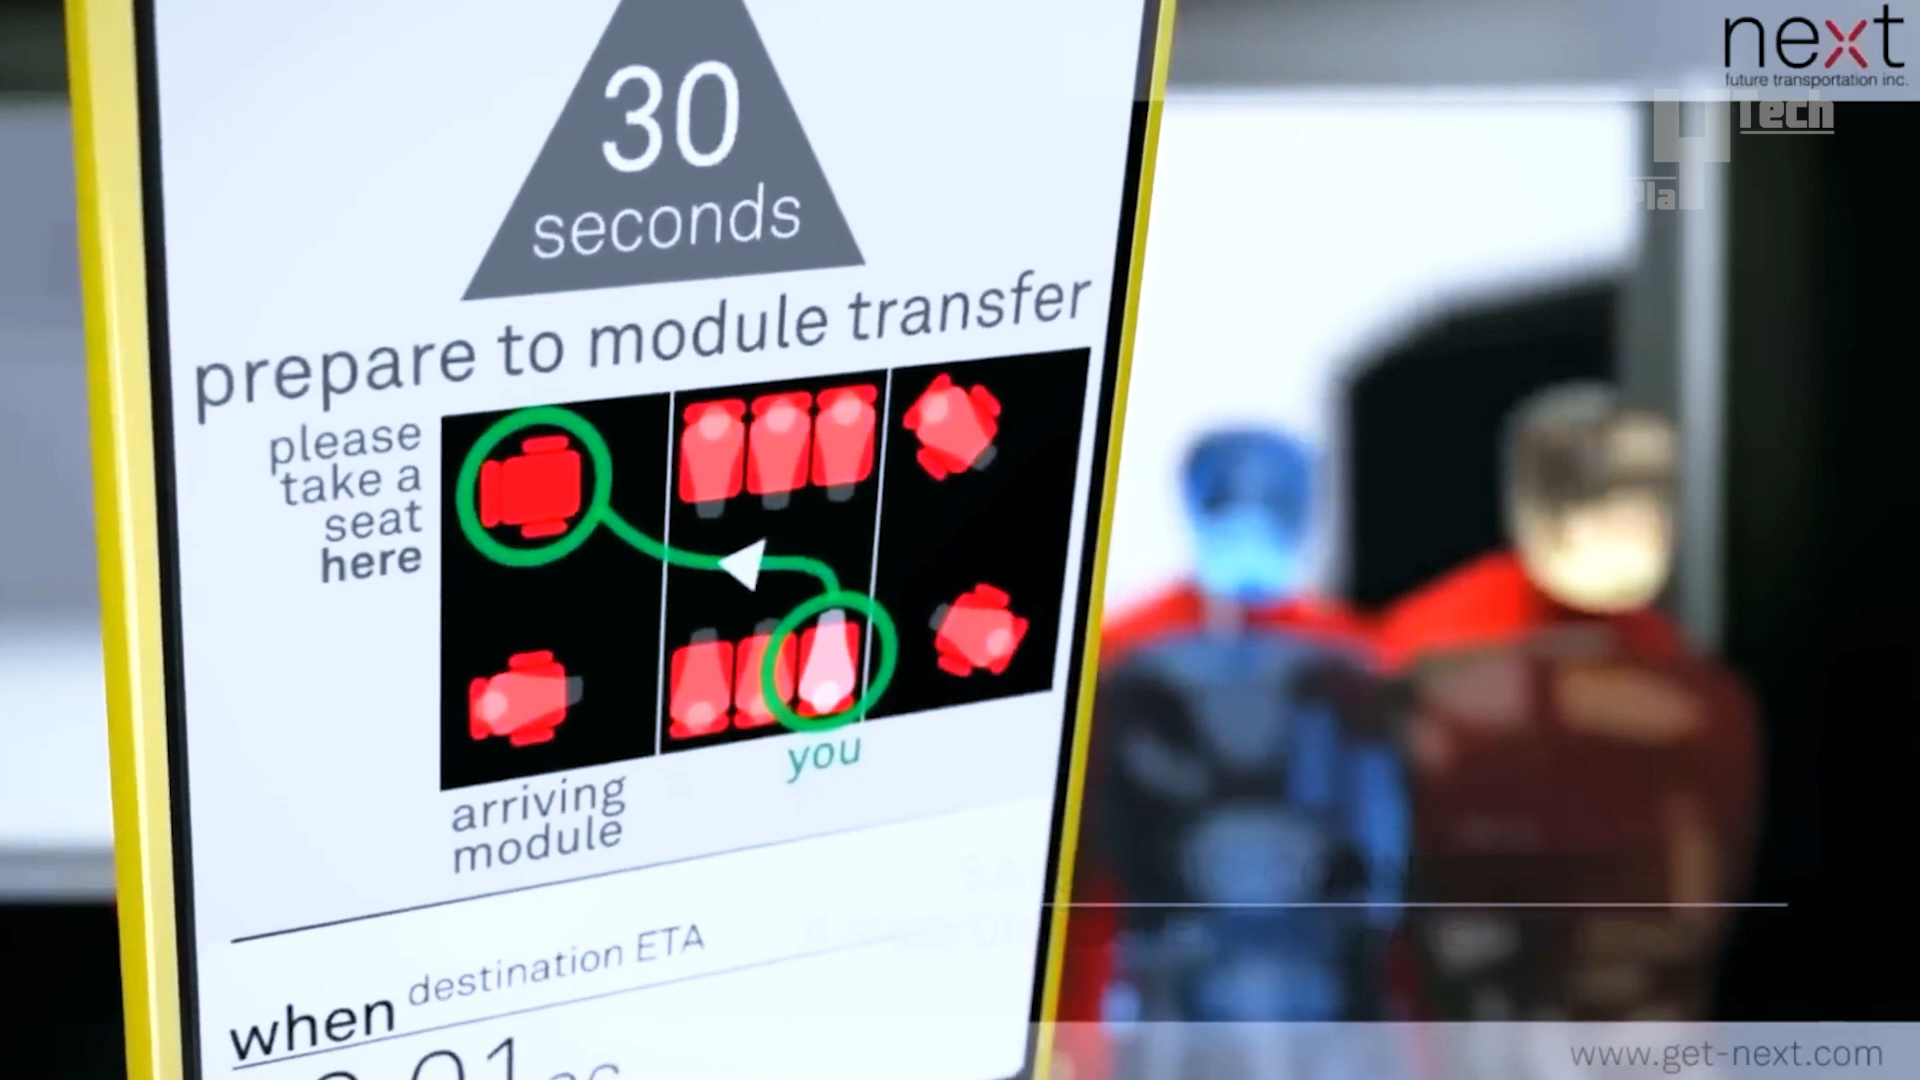 next
future transportation inc.
Tech
Pla
30
seconds
prepare to module transfer
please
take a
seat
here
you
arriving
module
when destination ETA
www.get-next.com